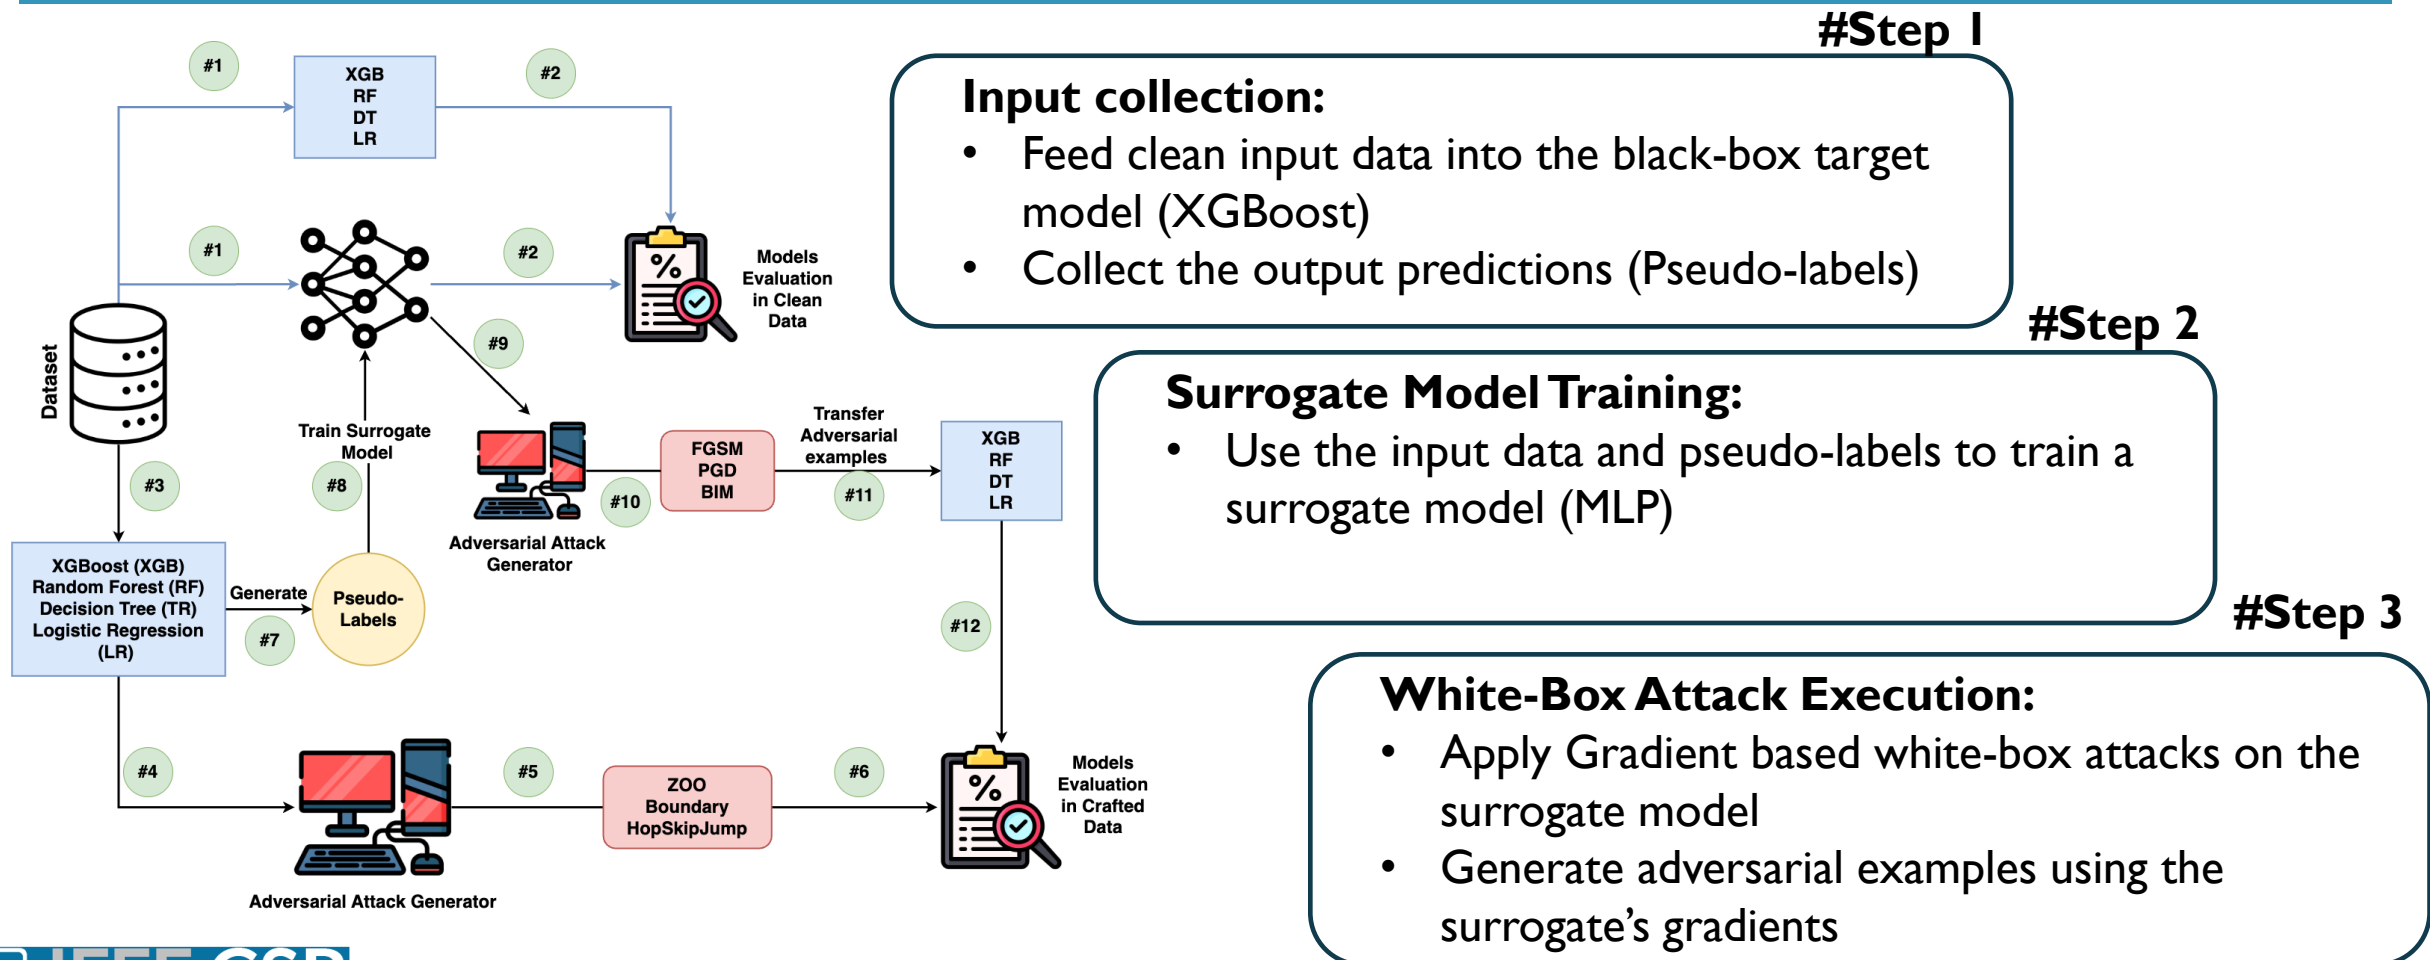 #1
XGB
RF
DT
LR
#2
#1
#2
Models
Evaluation
in Clean
Data
Dataset
#9
Train Surrogate
Model
#8
#3
XGBoost (XGB)
Random Forest (RF)
Decision Tree (TR)
Logistic Regression
(LR)
Generate
#7
Pseudo-
Labels
Adversarial Attack
Generator
#10
FGSM
PGD
BIM
Transfer
Adversarial
examples
#11
XGB
RF
DT
LR
#12
#4
Adversarial Attack Generator
#5
ZOO
Boundary
HopSkipJump
#6
Models
Evaluation
in Crafted
Data
#Step 1
Input collection:
• Feed clean input data into the black-box target
model (XGBoost)
• Collect the output predictions (Pseudo-labels)
#Step 2
Surrogate Model Training:
• Use the input data and pseudo-labels to train a
surrogate model (MLP)
#Step 3
White-Box Attack Execution:
• Apply Gradient based white-box attacks on the
surrogate model
• Generate adversarial examples using the
surrogate’s gradients
IEEE CSR